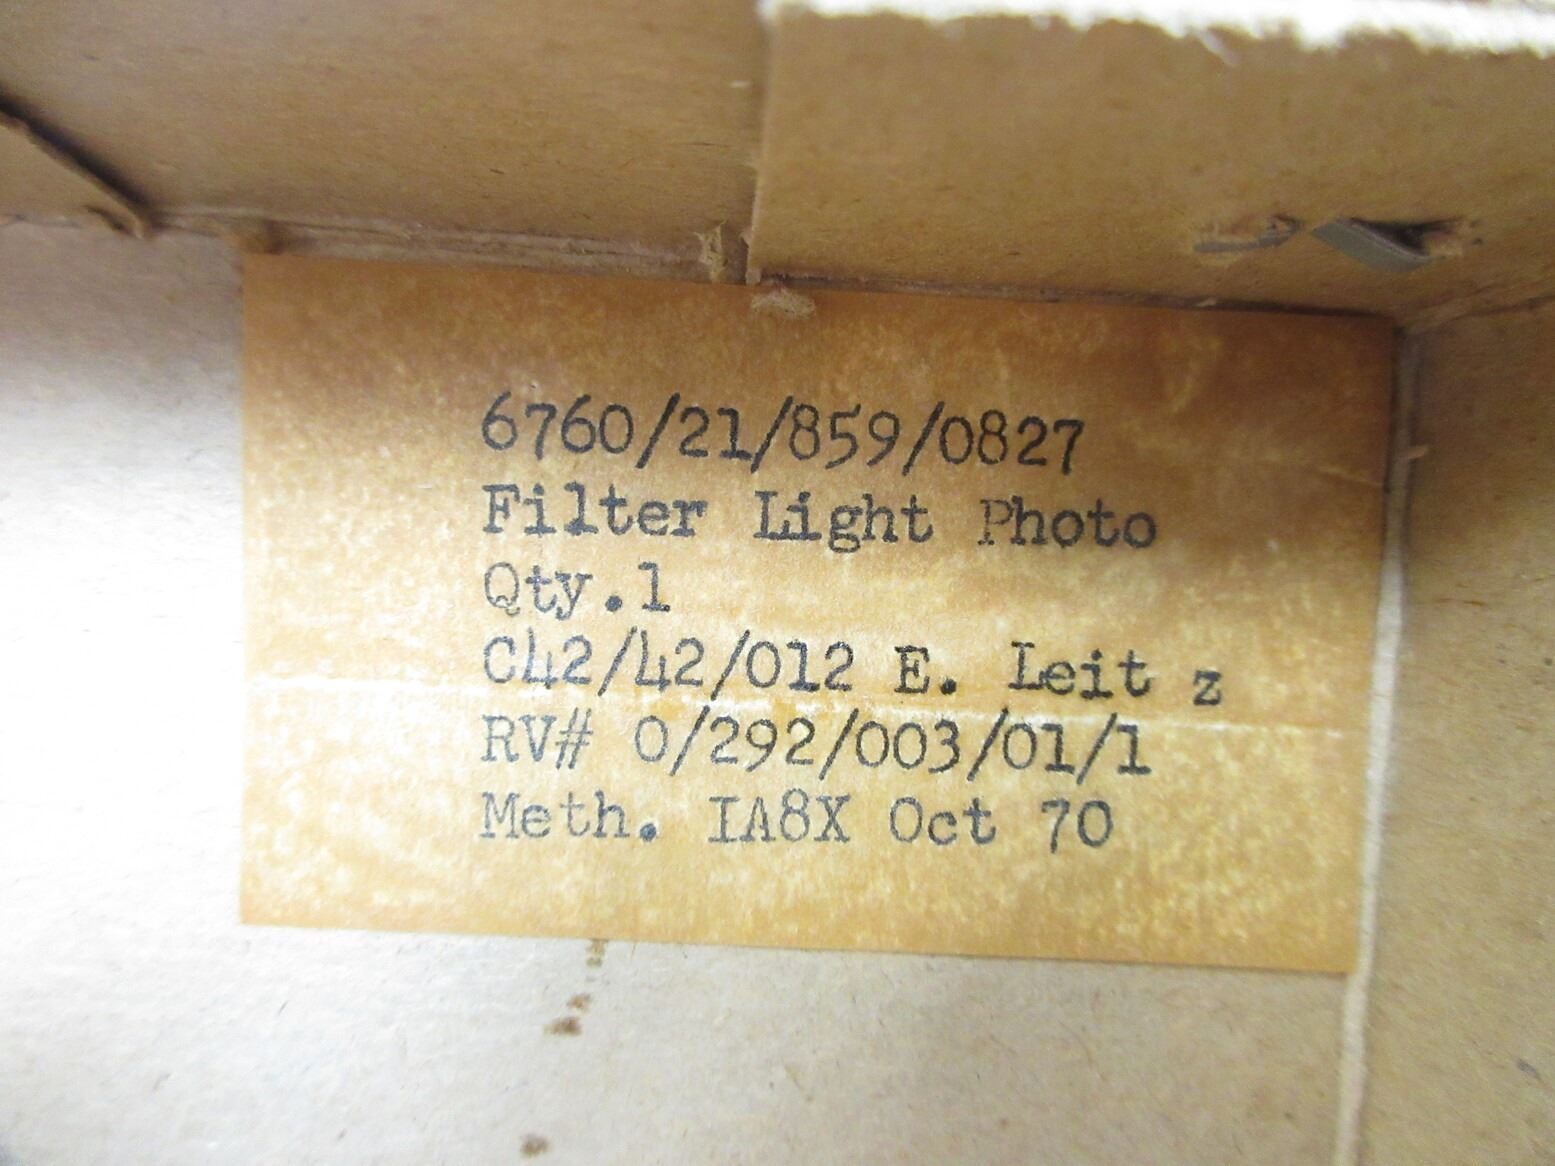 6760/21/859/0827
Filter Light Photo
Qty.1
C42/42/012 E. Leit z
RV# 0/292/003/01/1
Meth. IA8X Oct 70